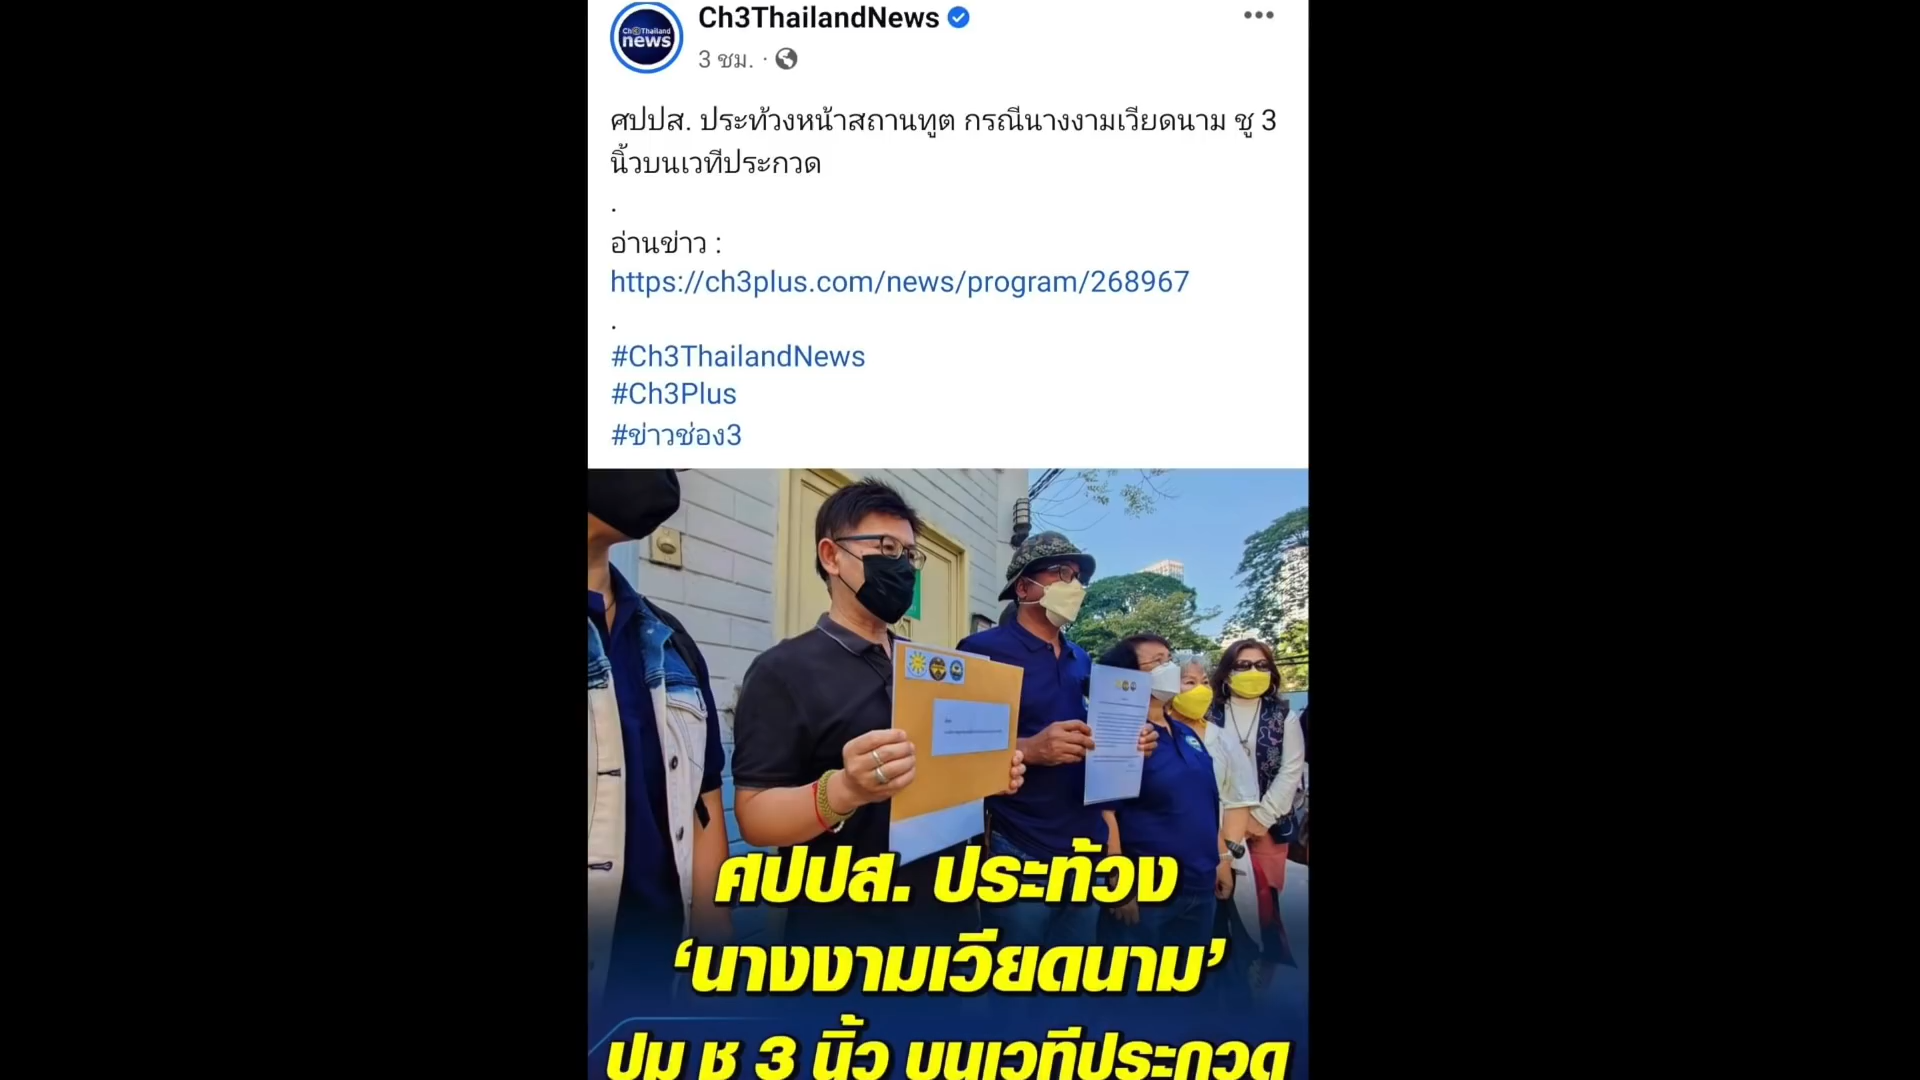 Ch3ThailandNews
3 ชม.
ศปปส. ประท้วงหน้าสถานทูต กรณีนางงามเวียดนาม ชู 3
นิ้วบนเวทีประกวด
.
อ่านข่าว :
https://ch3plus.com/news/program/268967
.
#Ch3ThailandNews
#Ch3Plus
#ข่าวช่อง3
ศปปส. ประท้วง
‘นางงามเวียดนาม’
ปม ชู 3 นิ้ว บนเวทีประกวด